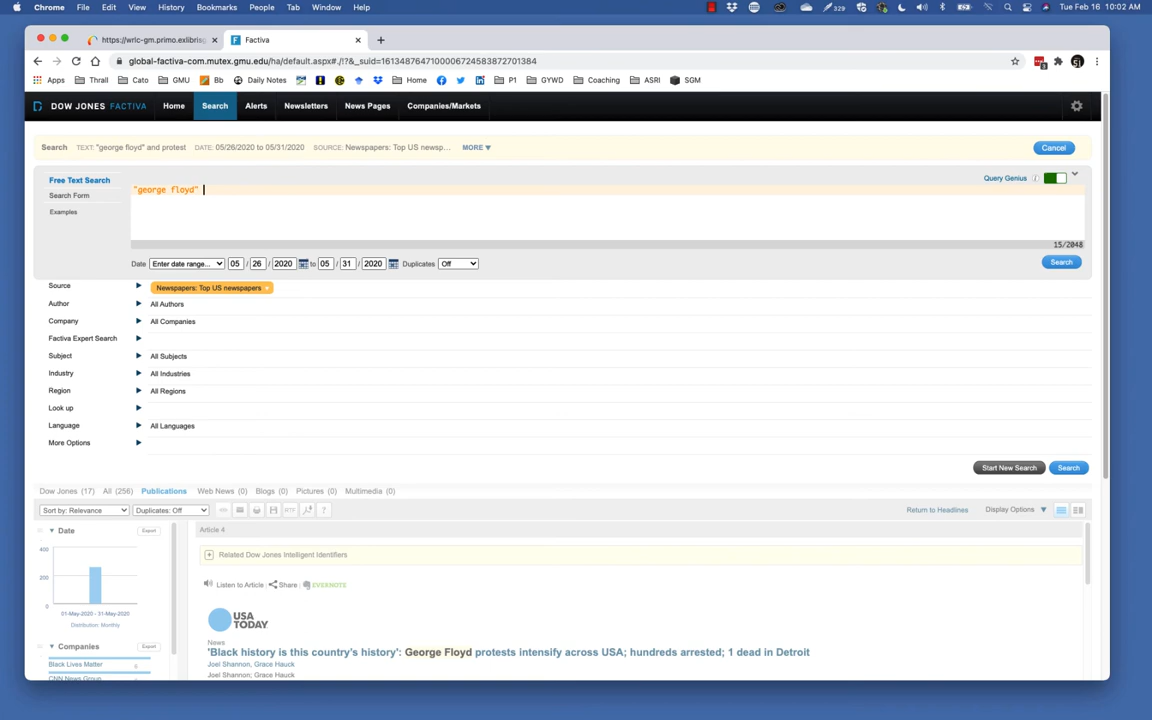 Chrome File Edit View History Bookmarks People Tab Window Help 329 Tue Feb 16 10:02 AM
https://wrlc-gm.primo.exlibrisg × Factiva × +
global-factiva-com.mutex.gmu.edu/ha/default.aspx#./!?&_suid=161348764710000672458387270138​4
Apps Thrall Cato GMU Bb Daily Notes Home P1 GYWD Coaching ASRI SGM
DOW JONES FACTIVA Home Search Alerts Newsletters News Pages Companies/Markets
Search TEXT: "george floyd" and protest DATE: 05/26/2020 to 05/31/2020 SOURCE: Newspapers: Top US newsp... MORE ▼ Cancel
Free Text Search
Search Form
Examples
"george floyd"
Query Genius i
15/2048
Date Enter date range... 05 / 26 / 2020 to 05 / 31 / 2020 Duplicates Off Search
Source Newspapers: Top US newspapers ×
Author All Authors
Company All Companies
Factiva Expert Search
Subject All Subjects
Industry All Industries
Region All Regions
Look up
Language All Languages
More Options
Start New Search Search
Dow Jones (17) All (256) Publications Web News (0) Blogs (0) Pictures (0) Multimedia (0)
Sort by: Relevance Duplicates: Off RTF ? Return to Headlines Display Options ▼
Date Export
400
200
0
01-May-2020 - 31-May-2020
Distribution: Monthly
Companies Export
Black Lives Matter 6
CNN News Group
Article 4
+ Related Dow Jones Intelligent Identifiers
Listen to Article | Share | EVERNOTE
USA TODAY
News
'Black history is this country's history': George Floyd protests intensify across USA; hundreds arrested; 1 dead in Detroit
Joel Shannon, Grace Hauck
Joel Shannon; Grace Hauck